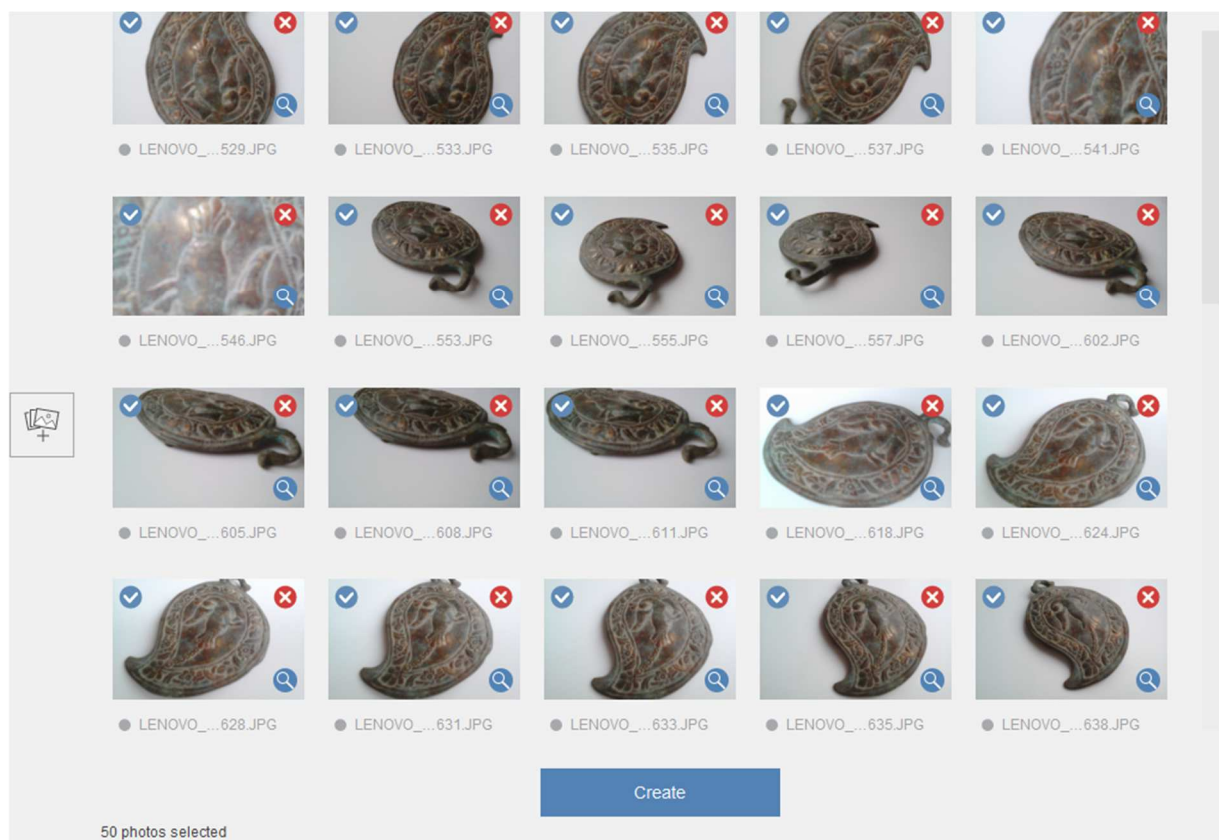 LENOVO_...529.JPG LENOVO_...533.JPG LENOVO_...535.JPG LENOVO_...537.JPG LENOVO_...541.JPG
LENOVO_...546.JPG LENOVO_...553.JPG LENOVO_...555.JPG LENOVO_...557.JPG LENOVO_...602.JPG
LENOVO_...605.JPG LENOVO_...608.JPG LENOVO_...611.JPG LENOVO_...618.JPG LENOVO_...624.JPG
LENOVO_...628.JPG LENOVO_...631.JPG LENOVO_...633.JPG LENOVO_...635.JPG LENOVO_...638.JPG
Create
50 photos selected